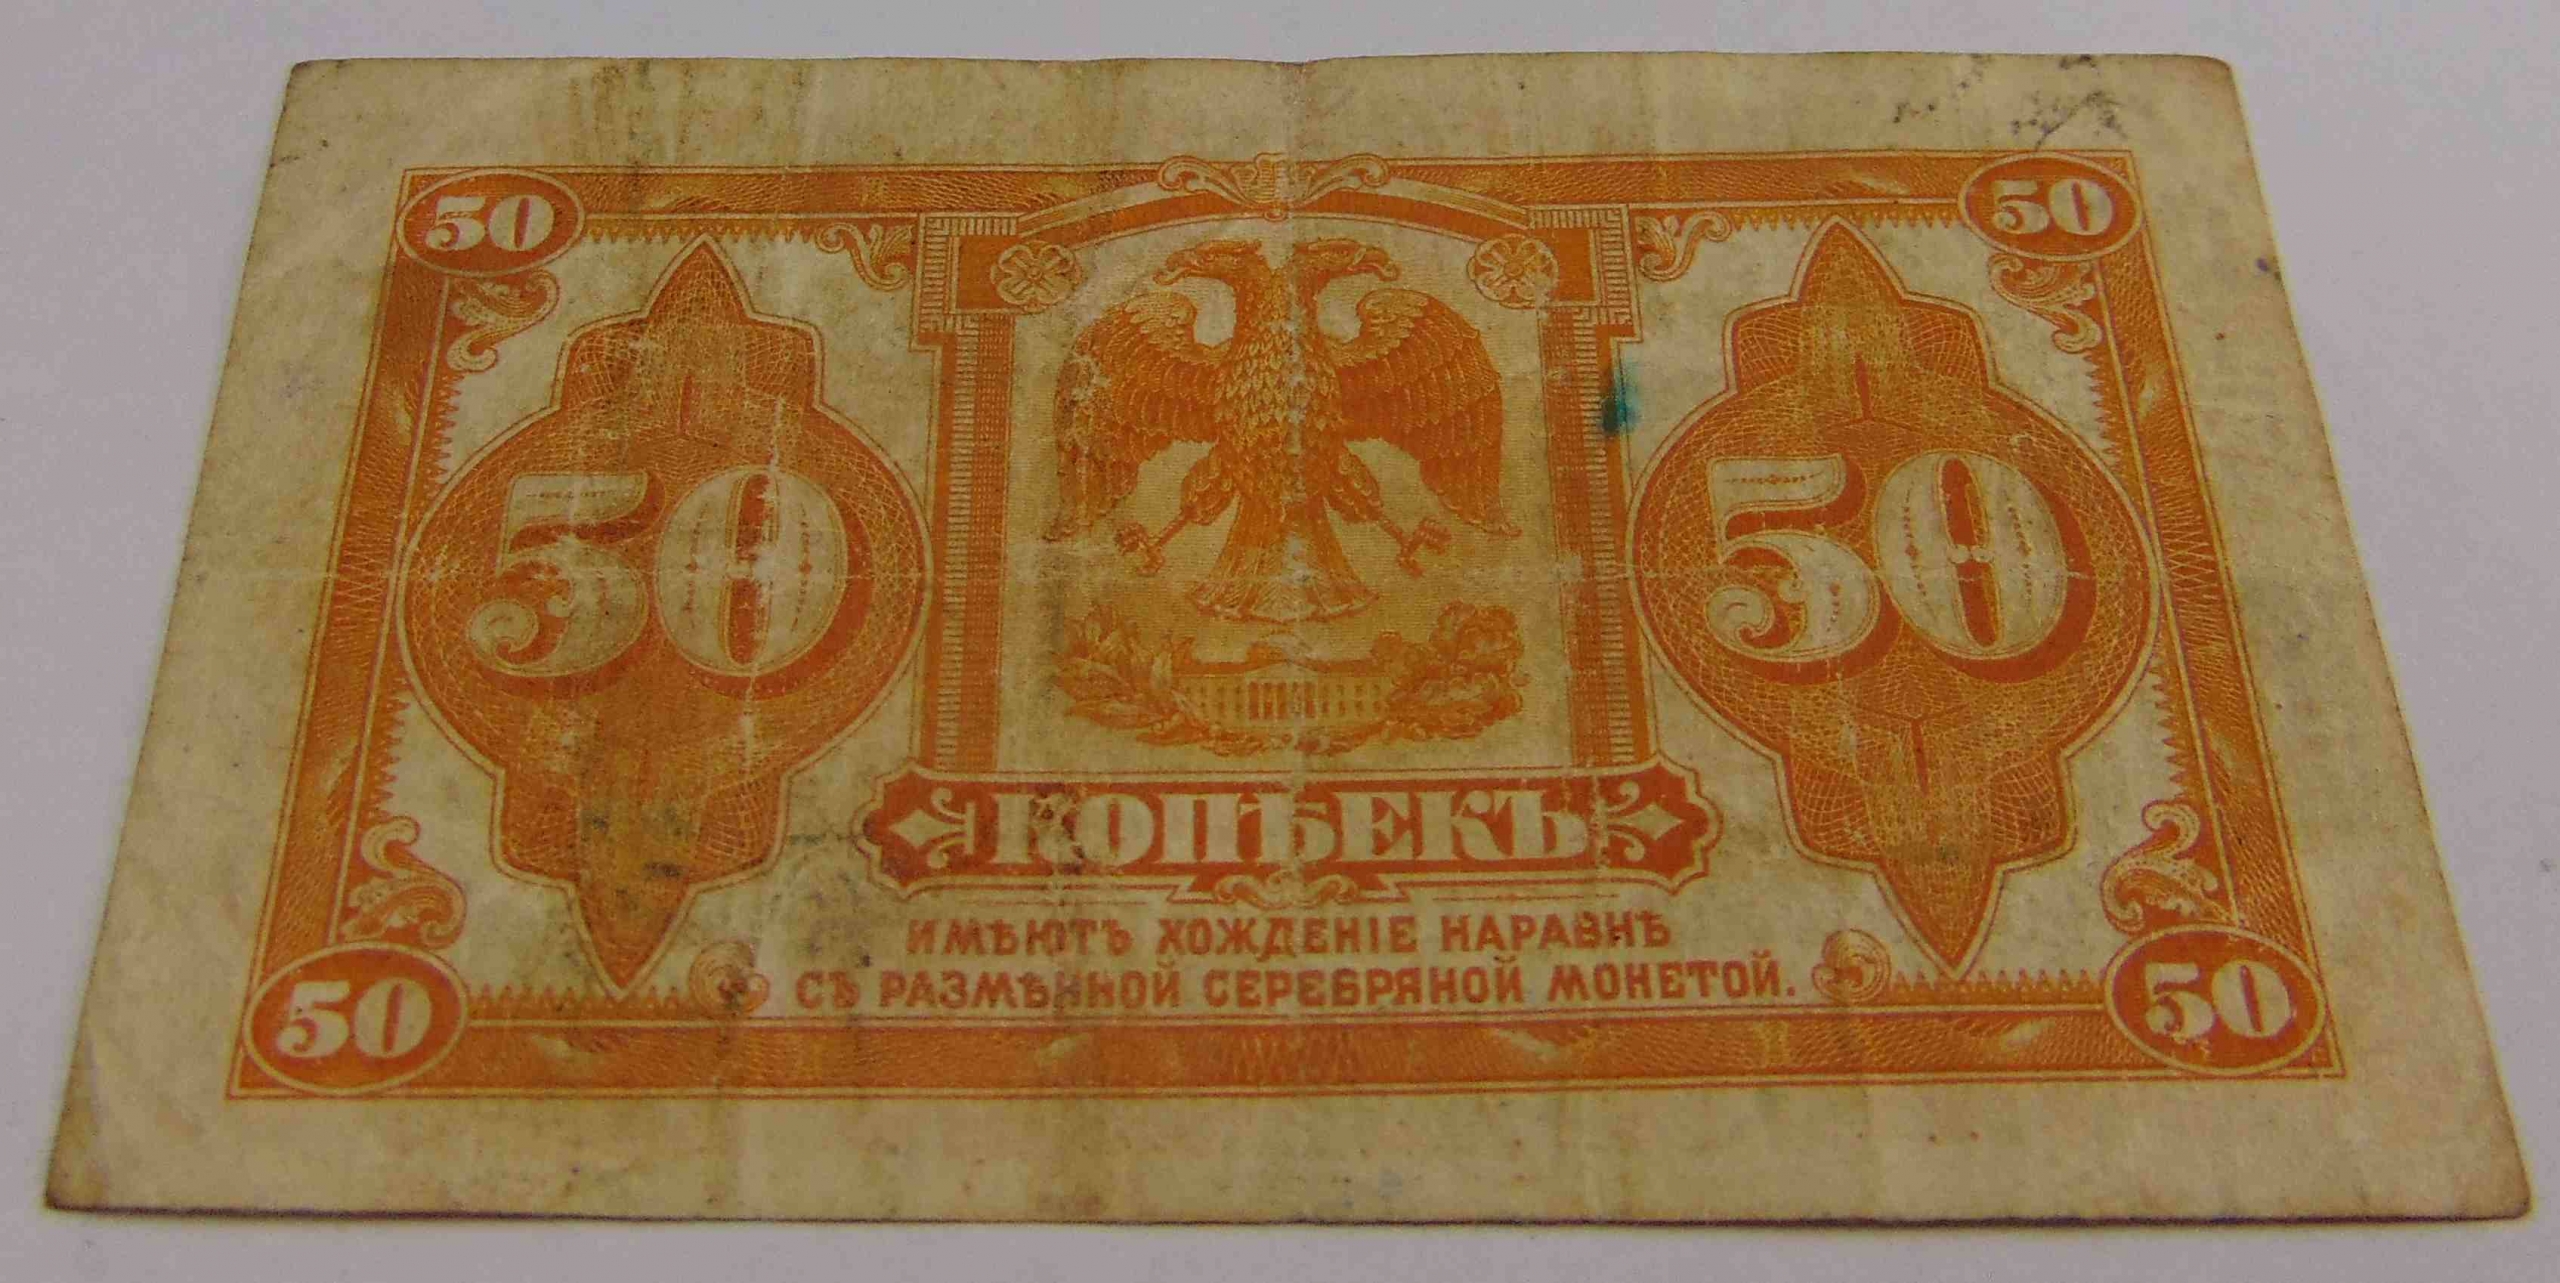 50 50
50 50
КОПѢЕКЪ
ИМѢЮТЪ ХОЖДЕНІЕ НАРАВНѢ
СЪ РАЗМѢННОЙ СЕРЕБРЯНОЙ МОНЕТОЙ.
50 50